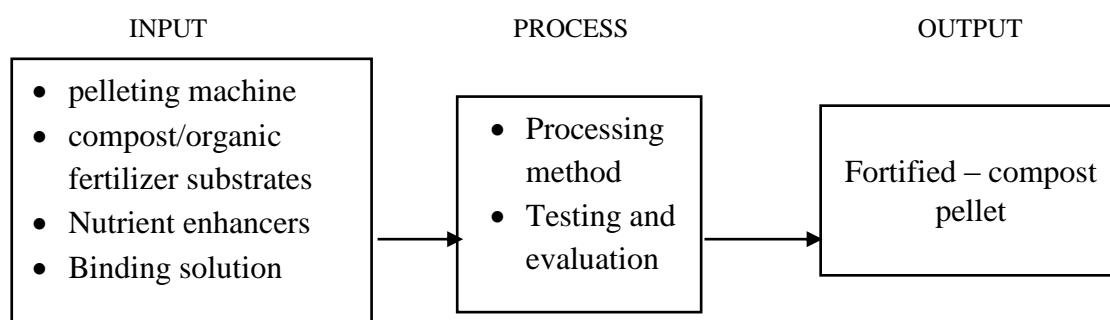 INPUT
PROCESS
OUTPUT
• pelleting machine
• compost/organic
fertilizer substrates
• Nutrient enhancers
• Binding solution
• Processing
method
• Testing and
evaluation
Fortified – compost
pellet